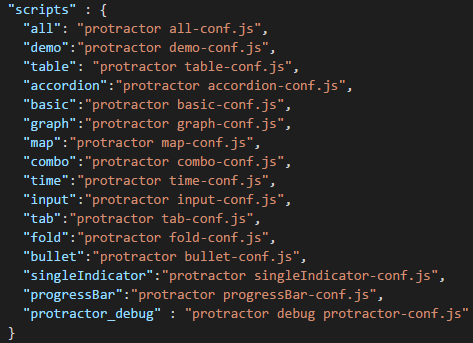 "scripts" : {
"all": "protractor all-conf.js",
"demo":"protractor demo-conf.js",
"table": "protractor table-conf.js",
"accordion":"protractor accordion-conf.js",
"basic":"protractor basic-conf.js",
"graph":"protractor graph-conf.js",
"map":"protractor map-conf.js",
"combo":"protractor combo-conf.js",
"time":"protractor time-conf.js",
"input":"protractor input-conf.js",
"tab":"protractor tab-conf.js",
"fold":"protractor fold-conf.js",
"bullet":"protractor bullet-conf.js",
"singleIndicator":"protractor singleIndicator-conf.js",
"progressBar":"protractor progressBar-conf.js",
"protractor_debug" : "protractor debug protractor-conf.js"
}